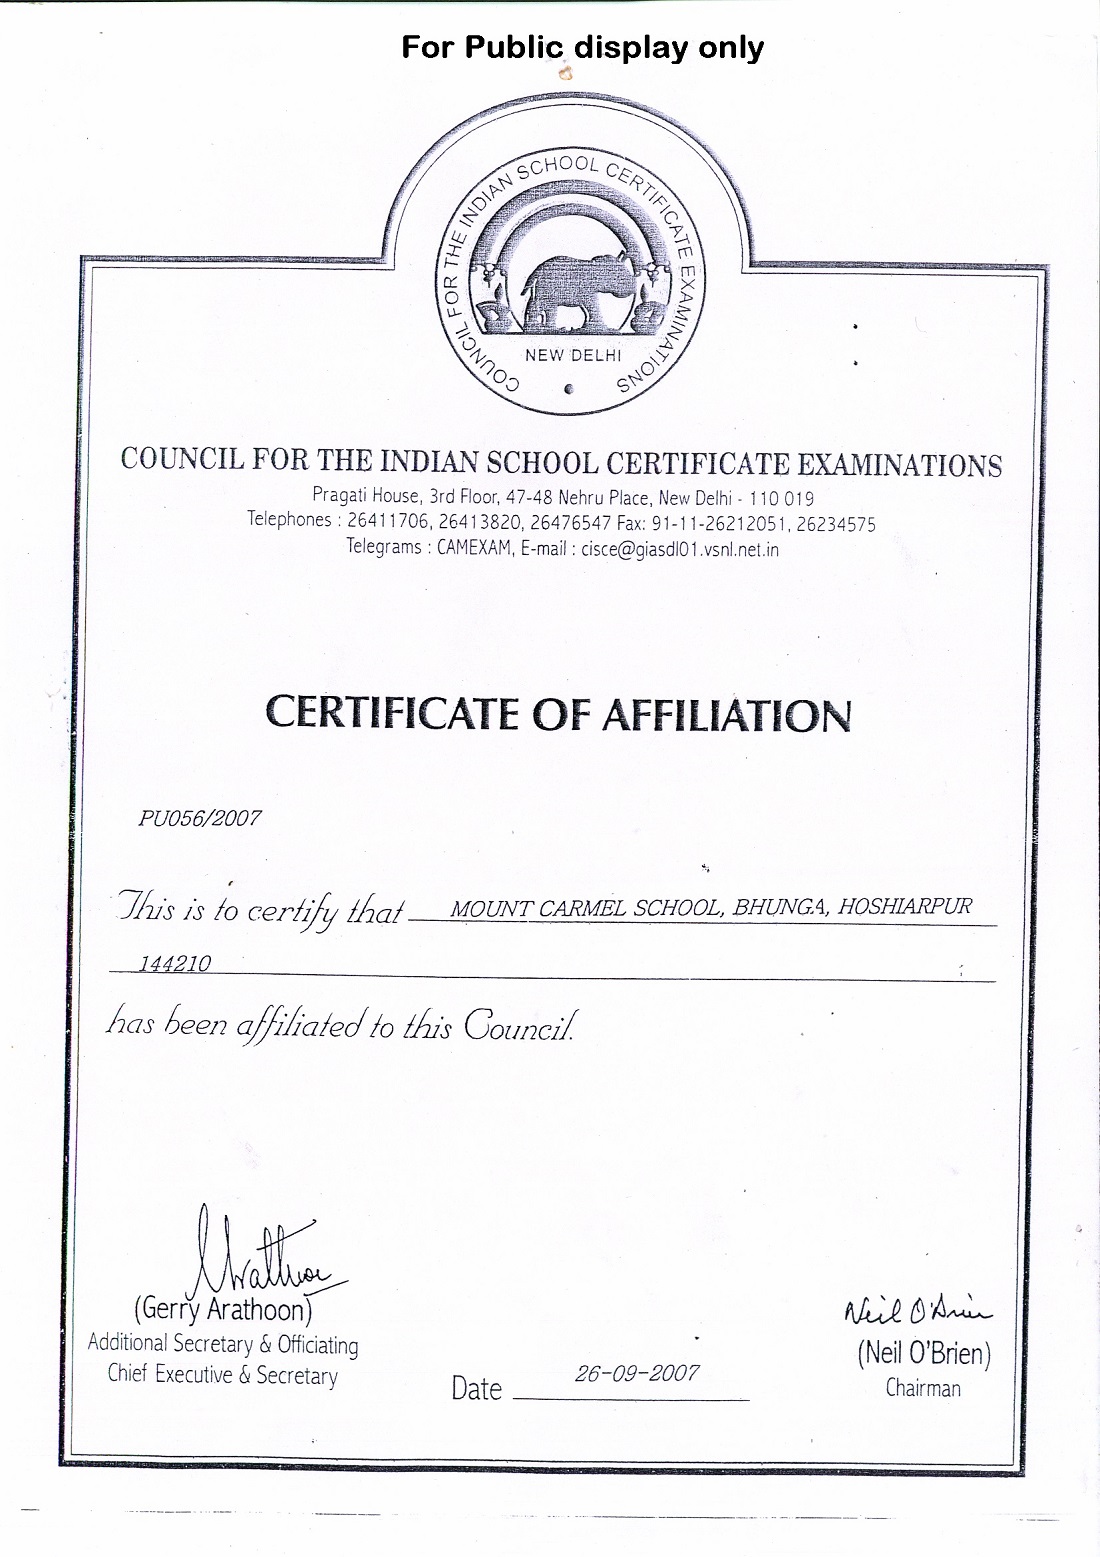 For Public display only
COUNCIL FOR THE INDIAN SCHOOL CERTIFICATE EXAMINATIONS
NEW DELHI
COUNCIL FOR THE INDIAN SCHOOL CERTIFICATE EXAMINATIONS
Pragati House, 3rd Floor, 47-48 Nehru Place, New Delhi - 110 019
Telephones : 26411706, 26413820, 26476547 Fax: 91-11-26212051, 26234575
Telegrams : CAMEXAM, E-mail : cisce@giasdl01.vsnl.net.in
CERTIFICATE OF AFFILIATION
PU056/2007
This is to certify that MOUNT CARMEL SCHOOL, BHUNGA, HOSHIARPUR
144210
has been affiliated to this Council.
Arathoon
(Gerry Arathoon)
Additional Secretary & Officiating
Chief Executive & Secretary
Date 26-09-2007
Neil O'Brien
(Neil O'Brien)
Chairman